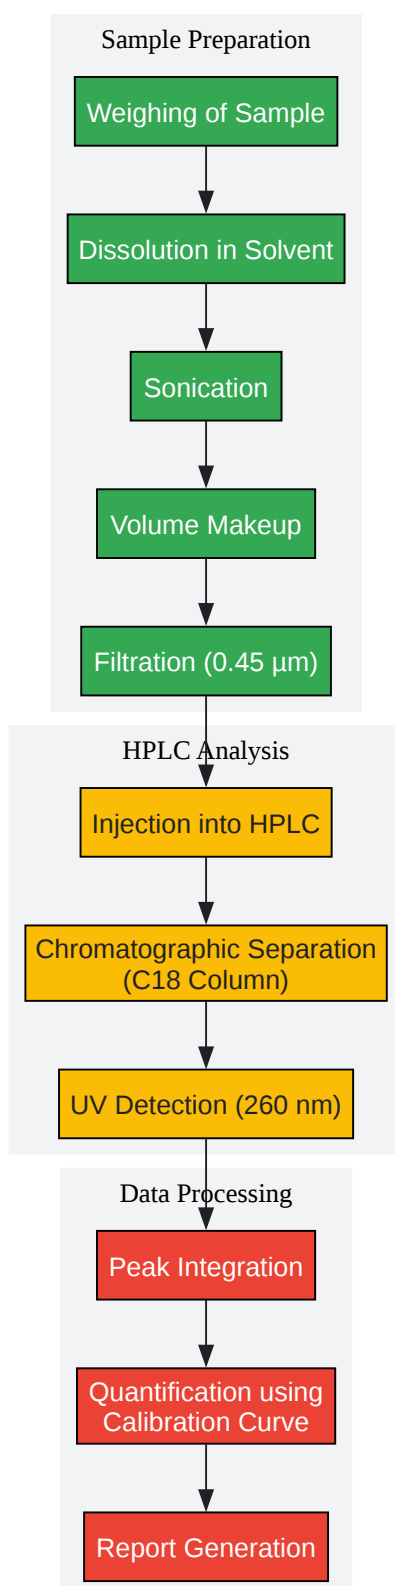 Sample Preparation
Weighing of Sample
Dissolution in Solvent
Sonication
Volume Makeup
Filtration (0.45 µm)
HPLC Analysis
Injection into HPLC
Chromatographic Separation
(C18 Column)
UV Detection (260 nm)
Data Processing
Peak Integration
Quantification using
Calibration Curve
Report Generation